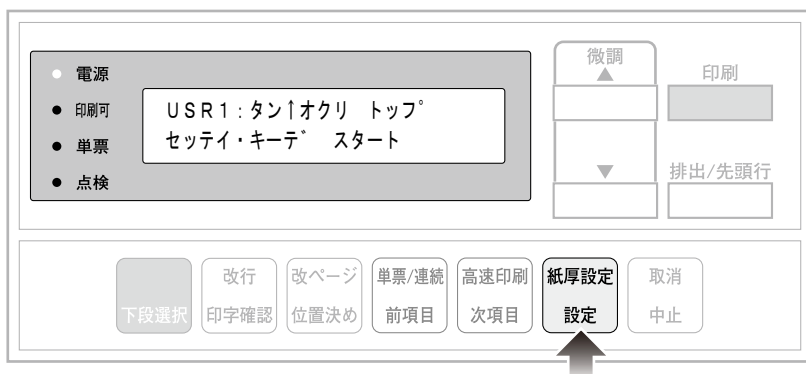 電源
印刷可
単票
点検
USR1:タン↑オクリ トップ゜
セッテイ・キーデ゛ スタート
微調
▲
▼
印刷
排出/先頭行
下段選択
改行
印字確認
改ページ
位置決め
単票/連続
前項目
高速印刷
次項目
紙厚設定
設定
取消
中止